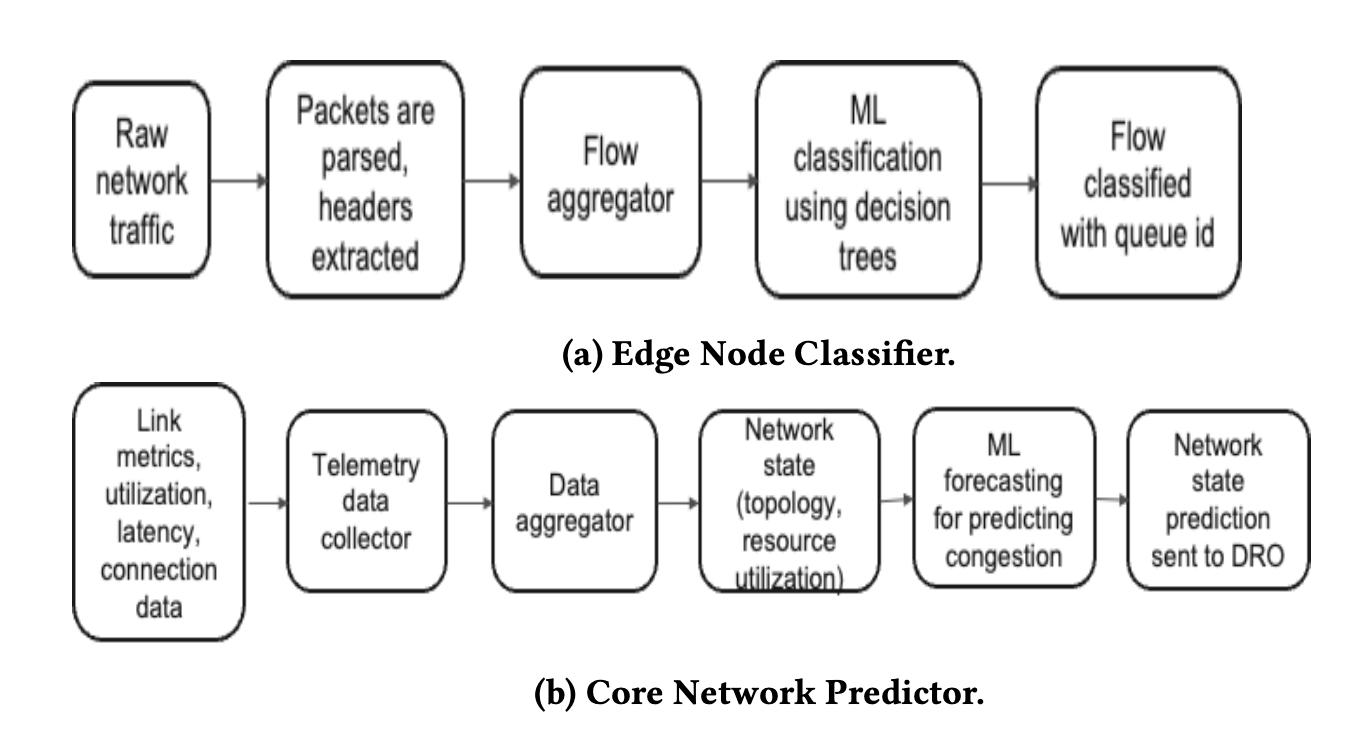 Raw
network
traffic
Packets are
parsed,
headers
extracted
Flow
aggregator
ML
classification
using decision
trees
Flow
classified
with queue id
(a) Edge Node Classifier.
Link
metrics,
utilization,
latency,
connection
data
Telemetry
data
collector
Data
aggregator
Network
state
(topology,
resource
utilization)
ML
forecasting
for predicting
congestion
Network
state
prediction
sent to DRO
(b) Core Network Predictor.